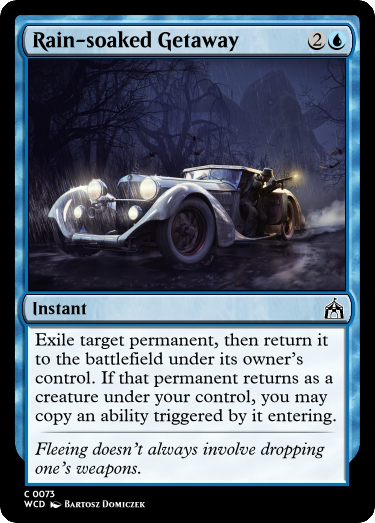 Rain-soaked Getaway 2
Instant
Exile target permanent, then return it
to the battlefield under its owner's
control. If that permanent returns as a
creature under your control, you may
copy an ability triggered by it entering.
Fleeing doesn't always involve dropping
one's weapons.
C 0073
WCD Bartosz Domiczek